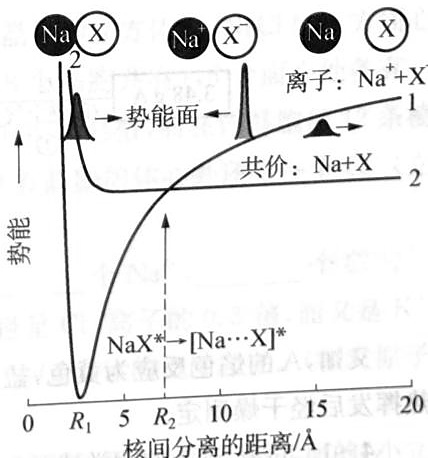 Na X Na⁺ X⁻ Na X
2 离子：Na⁺+X⁻
势能面 1
共价：Na+X
2
势能
NaX*→[Na…X]*
0 R₁ 5 R₂ 10 15 20
核间分离的距离/Å